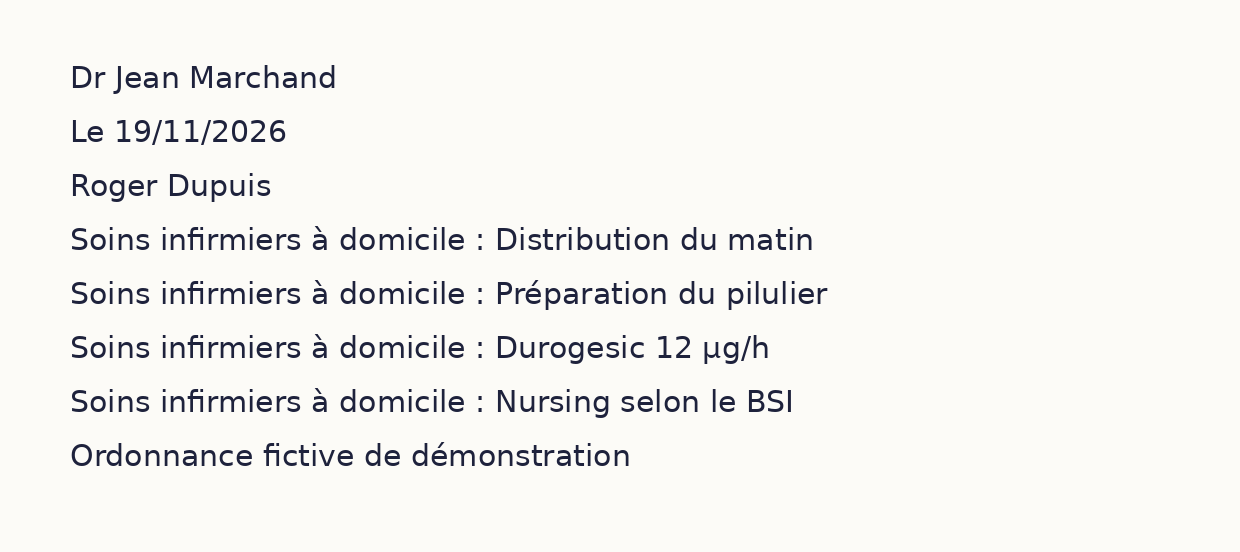 Dr Jean Marchand
Le 19/11/2026
Roger Dupuis
Soins infirmiers à domicile : Distribution du matin
Soins infirmiers à domicile : Préparation du pilulier
Soins infirmiers à domicile : Durogesic 12 µg/h
Soins infirmiers à domicile : Nursing selon le BSI
Ordonnance fictive de démonstration